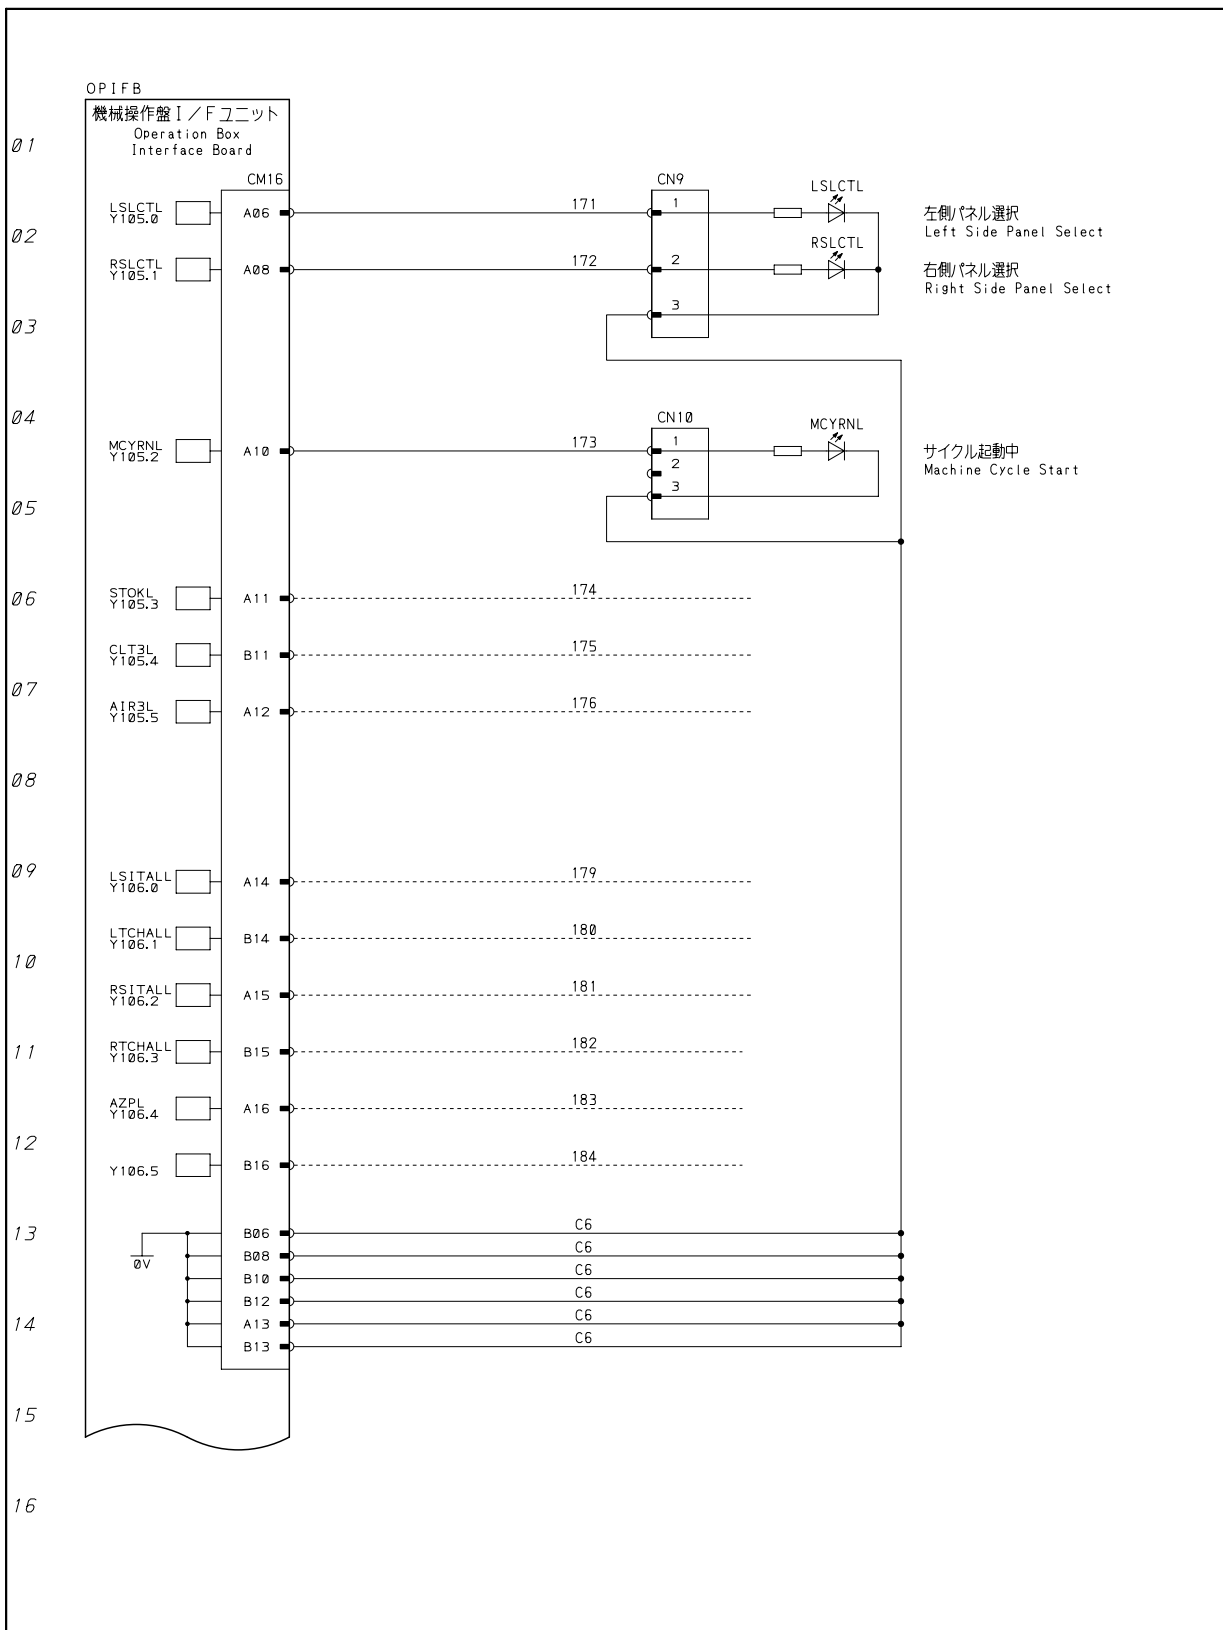 OPIFB
機械操作盤I/Fユニット
Operation Box
Interface Board
01
CM16
CN9
LSLCTL
Y105.0
A06
171
1
LSLCTL
左側パネル選択
Left Side Panel Select
02
RSLCTL
Y105.1
A08
172
2
RSLCTL
右側パネル選択
Right Side Panel Select
3
03
04
CN10
MCYRNL
Y105.2
A10
173
1
2
3
MCYRNL
サイクル起動中
Machine Cycle Start
05
06
STOKL
Y105.3
A11
174
CLT3L
Y105.4
B11
175
07
AIR3L
Y105.5
A12
176
08
09
LSITALL
Y106.0
A14
179
LTCHALL
Y106.1
B14
180
10
RSITALL
Y106.2
A15
181
11
RTCHALL
Y106.3
B15
182
AZPL
Y106.4
A16
183
12
Y106.5
B16
184
13
0V
B06
C6
B08
C6
B10
C6
B12
C6
14
A13
C6
B13
C6
15
16